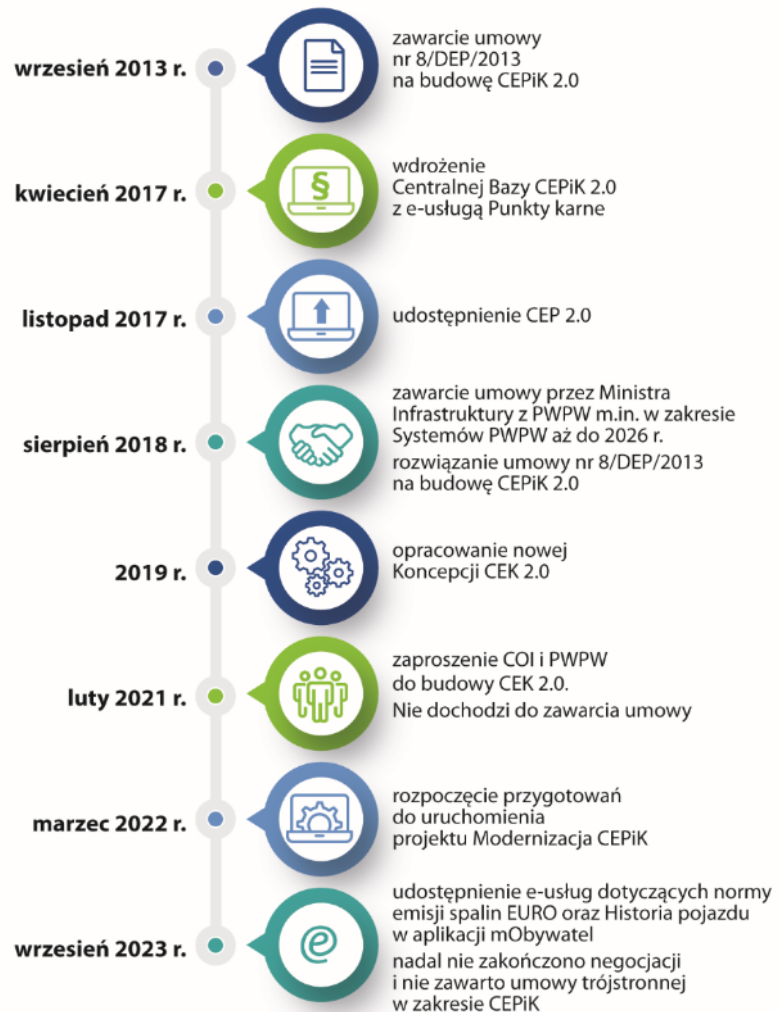 wrzesień 2013 r.
zawarcie umowy
nr 8/DEP/2013
na budowę CEPiK 2.0
kwiecień 2017 r.
§
wdrożenie
Centralnej Bazy CEPiK 2.0
z e-usługą Punkty karne
listopad 2017 r.
udostępnienie CEP 2.0
sierpień 2018 r.
zawarcie umowy przez Ministra
Infrastruktury z PWPW m.in. w zakresie
Systemów PWPW aż do 2026 r.
rozwiązanie umowy nr 8/DEP/2013
na budowę CEPiK 2.0
2019 r.
opracowanie nowej
Koncepcji CEK 2.0
luty 2021 r.
zaproszenie COI i PWPW
do budowy CEK 2.0.
Nie dochodzi do zawarcia umowy
marzec 2022 r.
rozpoczęcie przygotowań
do uruchomienia
projektu Modernizacja CEPiK
wrzesień 2023 r.
e
udostępnienie e-usług dotyczących normy
emisji spalin EURO oraz Historia pojazdu
w aplikacji mObywatel
nadal nie zakończono negocjacji
i nie zawarto umowy trójstronnej
w zakresie CEPiK